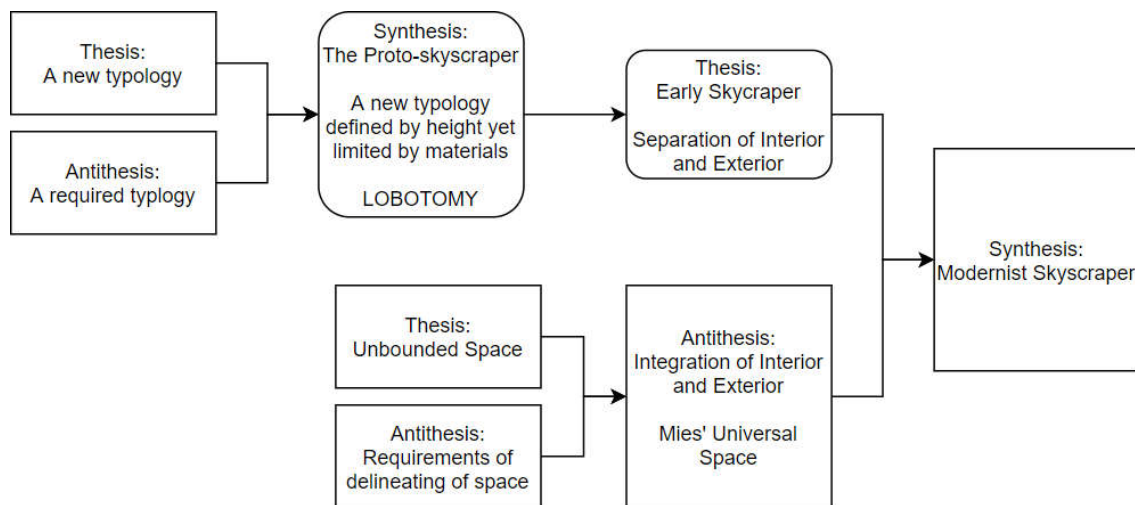 Thesis:
A new typology
Antithesis:
A required typlogy
Synthesis:
The Proto-skyscraper
A new typology
defined by height yet
limited by materials
LOBOTOMY
Thesis:
Early Skycraper
Separation of Interior
and Exterior
Thesis:
Unbounded Space
Antithesis:
Requirements of
delineating of space
Antithesis:
Integration of Interior
and Exterior
Mies' Universal
Space
Synthesis:
Modernist Skyscraper